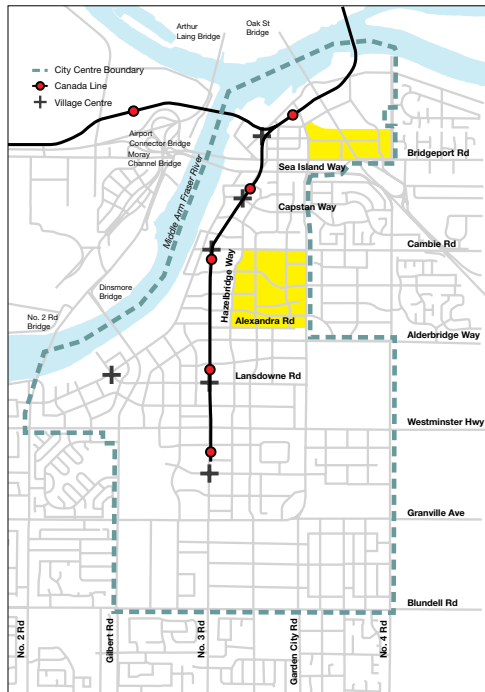 Arthur
Laing Bridge
Oak St
Bridge
City Centre Boundary
Canada Line
Village Centre
Airport
Connector Bridge
Moray
Channel Bridge
Bridgeport Rd
Sea Island Way
Middle Arm Fraser River
Capstan Way
Cambie Rd
Hazelbridge Way
Dinsmore
Bridge
No. 2 Rd
Bridge
Alexandra Rd
Alderbridge Way
Lansdowne Rd
Westminster Hwy
Granville Ave
Blundell Rd
No. 2 Rd
Gilbert Rd
No. 3 Rd
Garden City Rd
No. 4 Rd